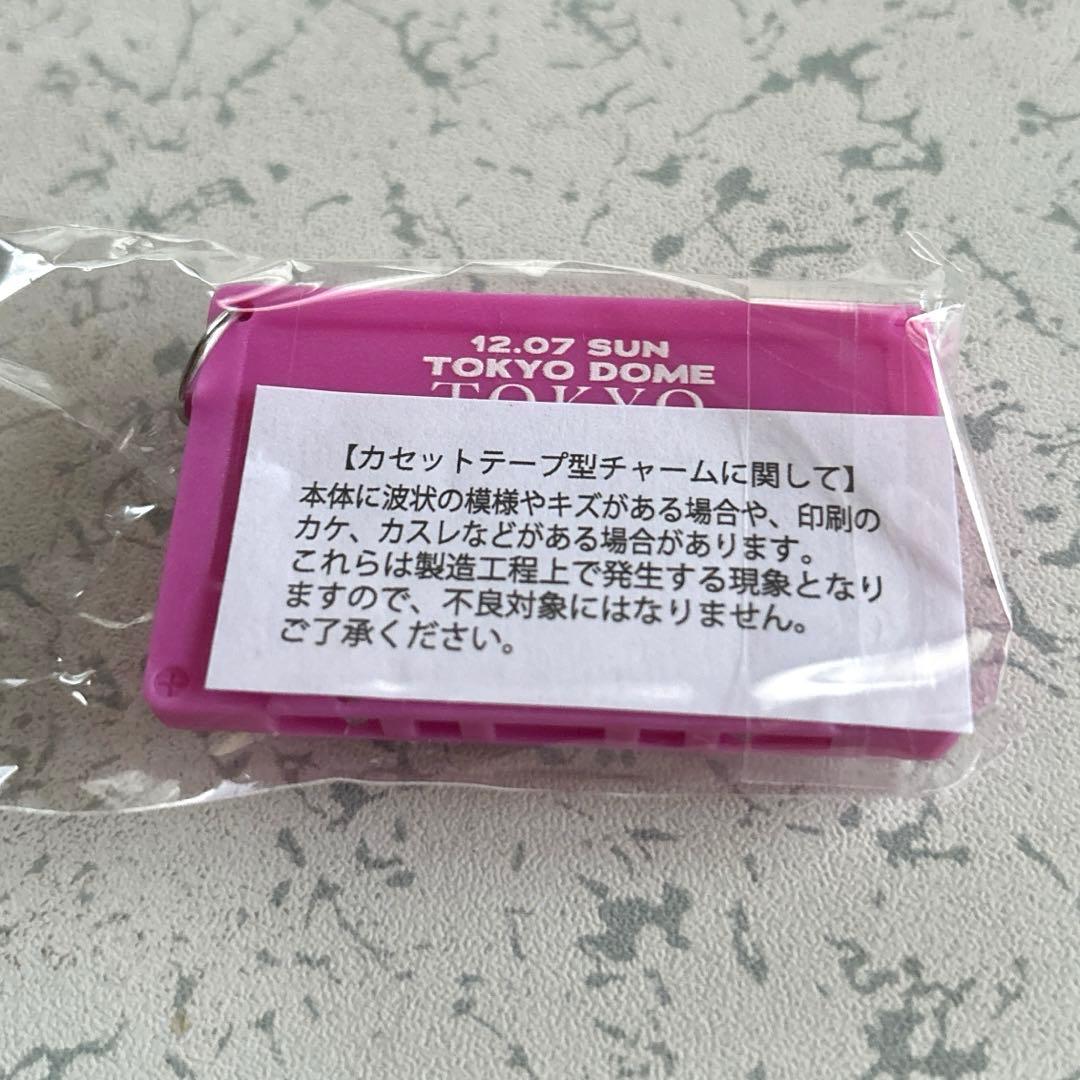 12.07 SUN
TOKYO DOME
TOKYO
【カセットテープ型チャームに関して】
本体に波状の模様やキズがある場合や、印刷の
カケ、カスレなどがある場合があります。
これらは製造工程上で発生する現象となり
ますので、不良対象にはなりません。
ご了承ください。